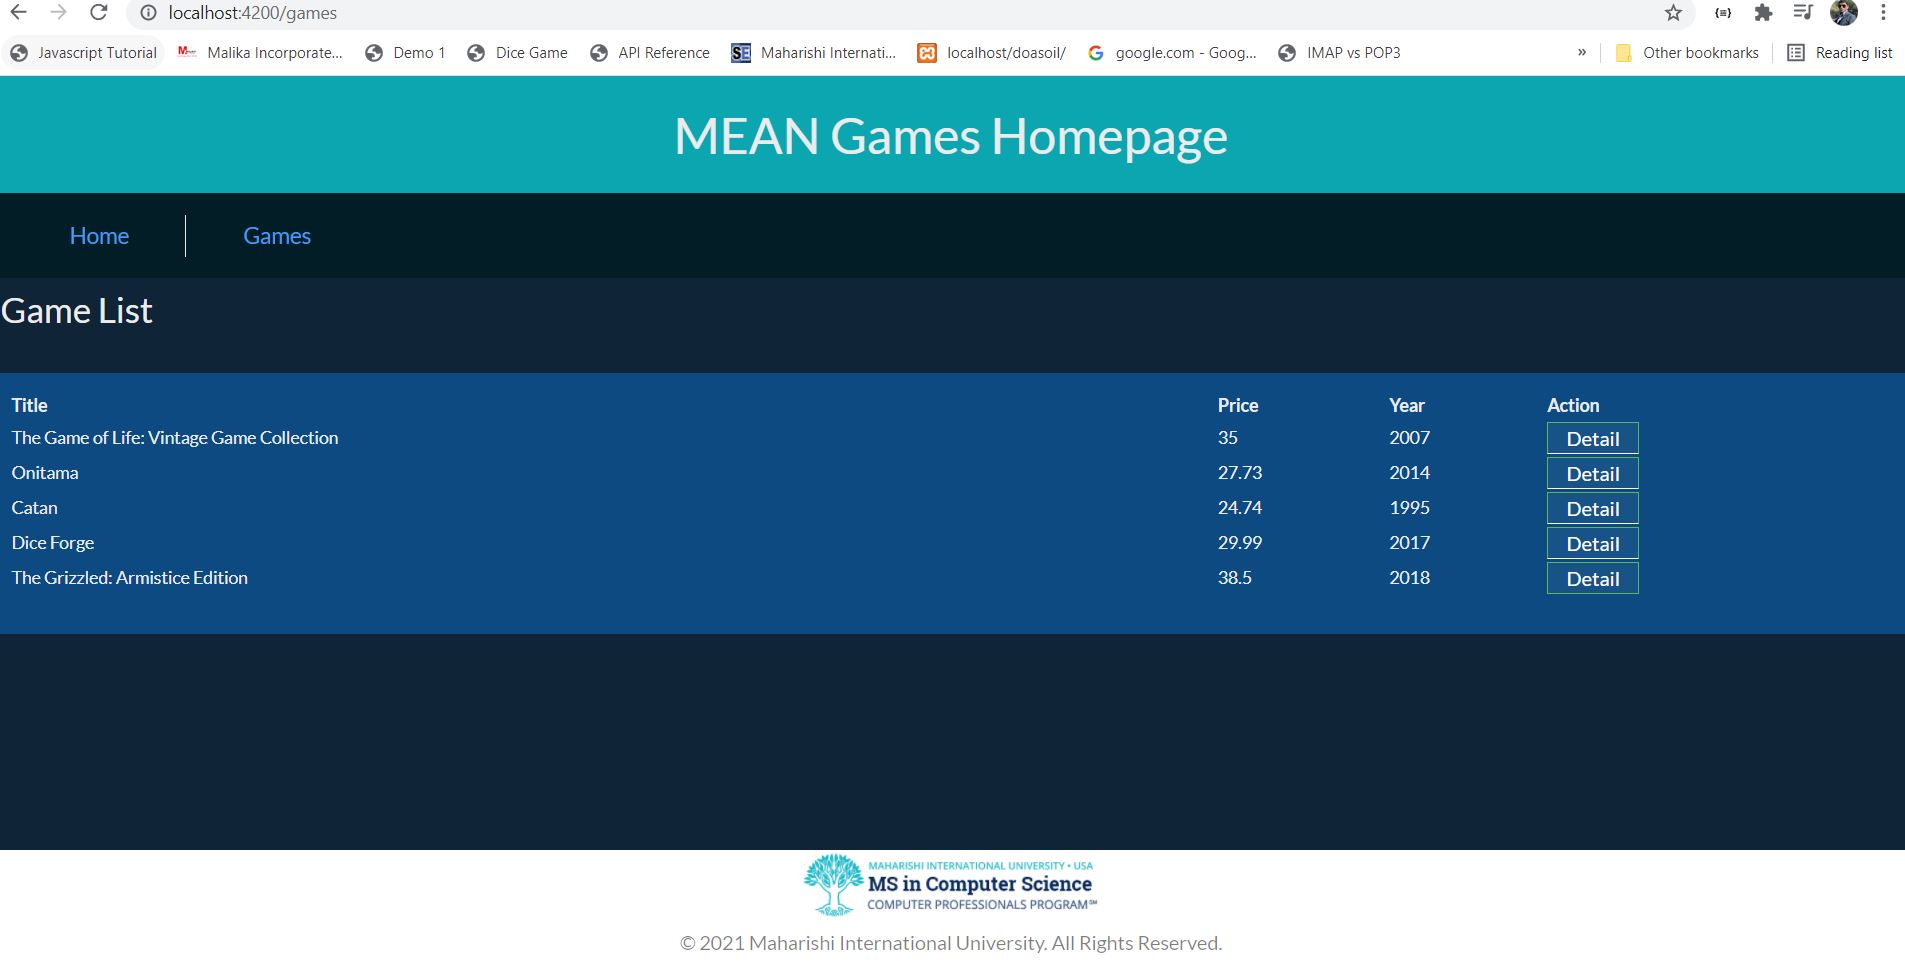 localhost:4200/games
Javascript Tutorial Malika Incorporate... Demo 1 Dice Game API Reference Maharishi Internati... localhost/doasoil/ google.com - Goog... IMAP vs POP3 » Other bookmarks Reading list
MEAN Games Homepage
Home Games
Game List
Title Price Year Action
The Game of Life: Vintage Game Collection 35 2007 Detail
Onitama 27.73 2014 Detail
Catan 24.74 1995 Detail
Dice Forge 29.99 2017 Detail
The Grizzled: Armistice Edition 38.5 2018 Detail
MAHARISHI INTERNATIONAL UNIVERSITY • USA
MS in Computer Science
COMPUTER PROFESSIONALS PROGRAM℠
© 2021 Maharishi International University. All Rights Reserved.